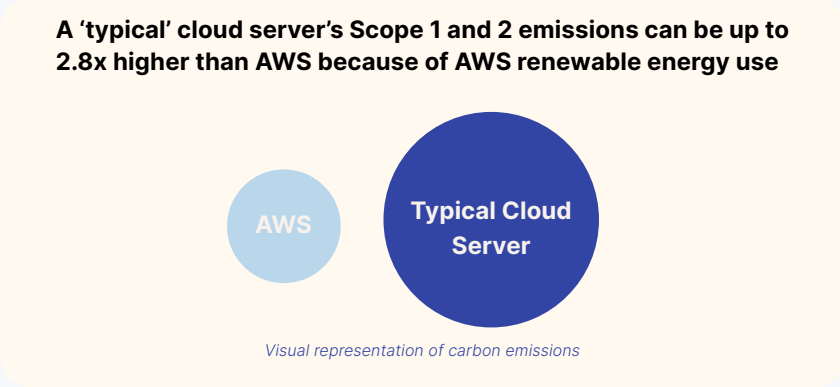 A ‘typical’ cloud server’s Scope 1 and 2 emissions can be up to
2.8x higher than AWS because of AWS renewable energy use
AWS
Typical Cloud
Server
Visual representation of carbon emissions